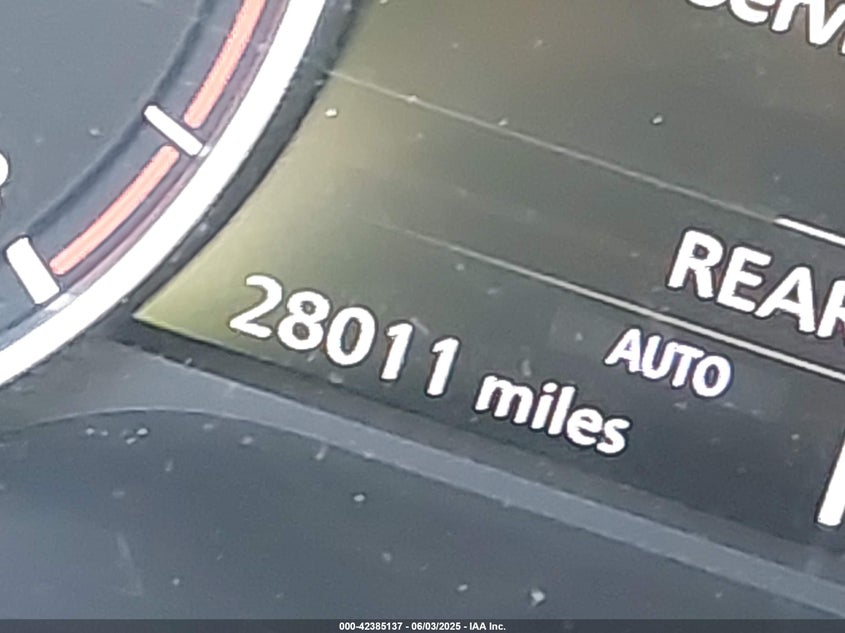 REAR
AUTO
28011 miles
000-42385137 - 06/03/2025 - IAA Inc.